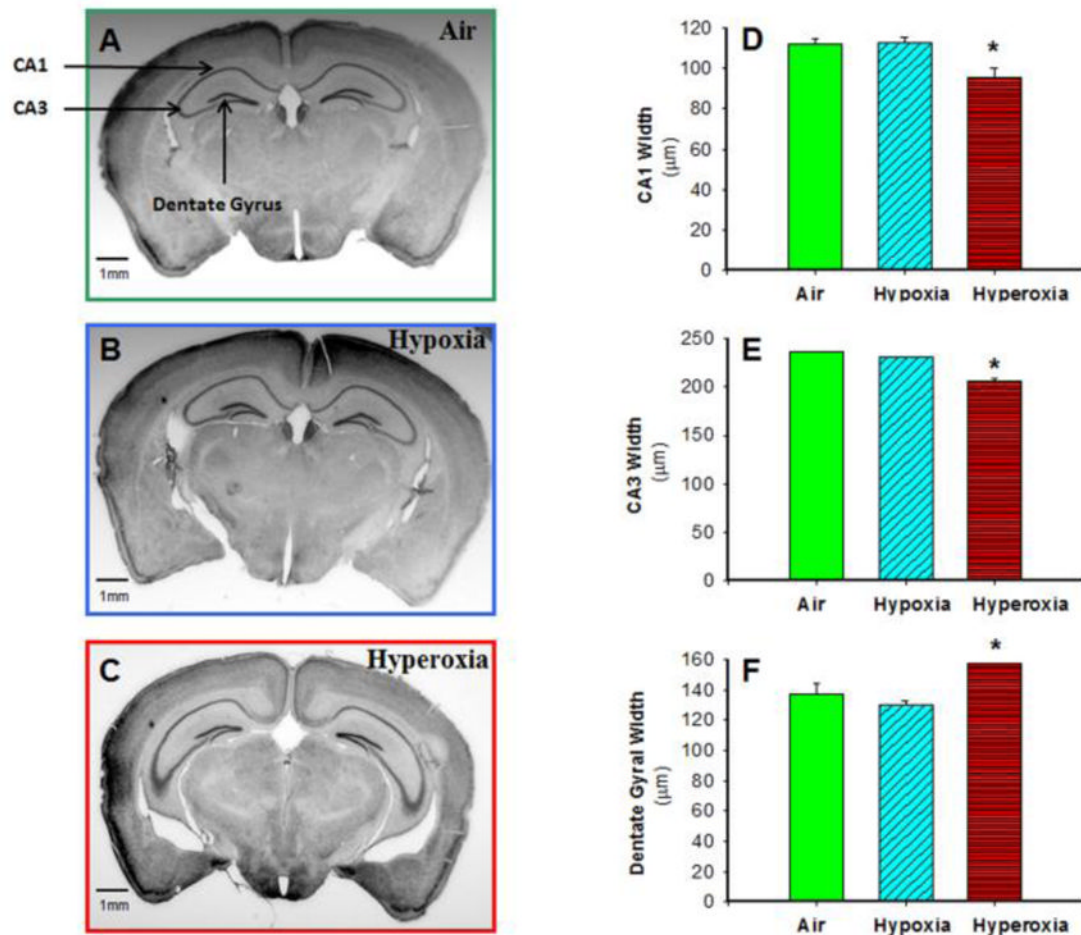 A
Air
CA1
CA3
Dentate Gyrus
1mm
B
Hypoxia
1mm
C
Hyperoxia
1mm
D
CA1 Width
(µm)
120
100
80
60
40
20
0
*
Air Hypoxia Hyperoxia
E
CA3 Width
(µm)
250
200
150
100
50
0
*
Air Hypoxia Hyperoxia
F
Dentate Gyral Width
(µm)
160
140
120
100
80
60
40
20
0
*
Air Hypoxia Hyperoxia